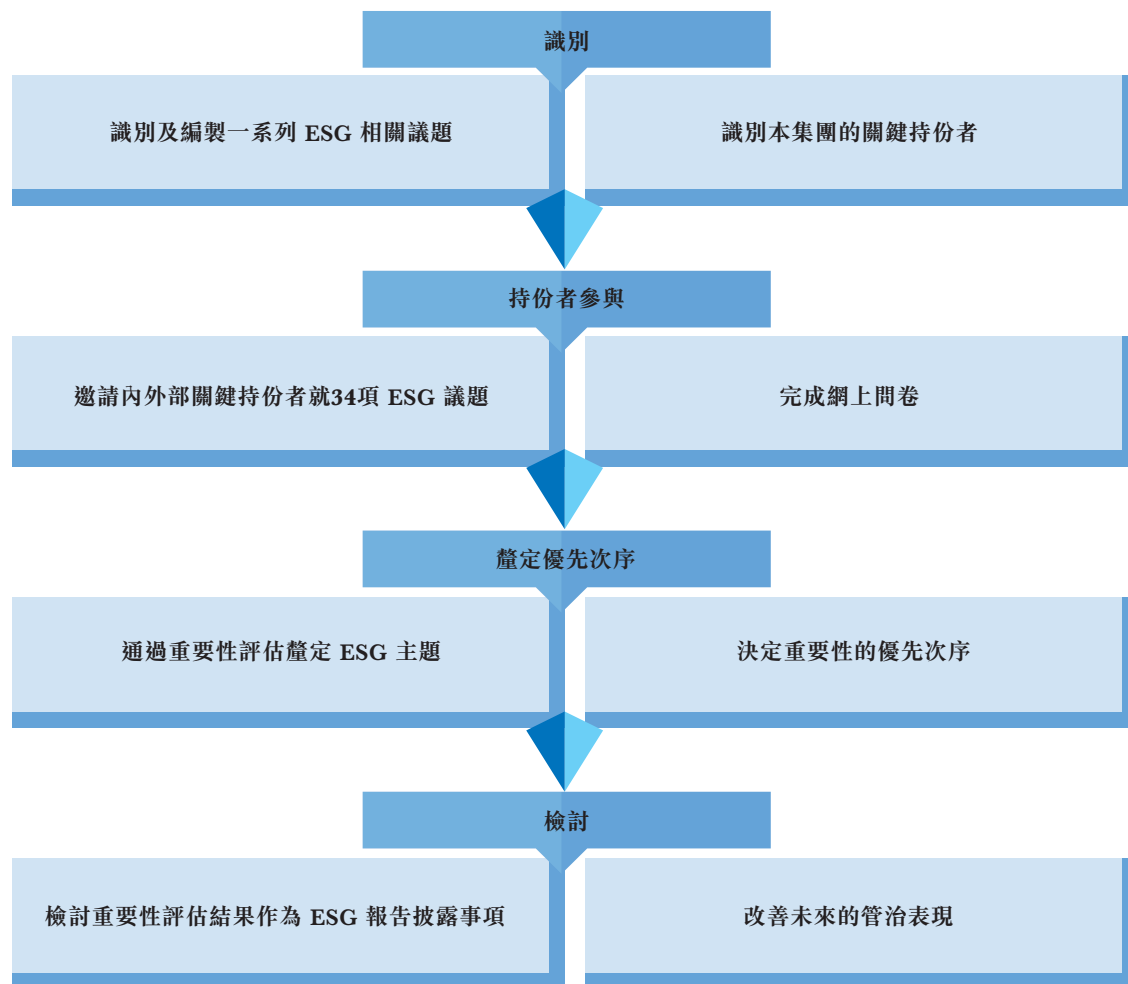 識別
識別及編製一系列 ESG 相關議題
識別本集團的關鍵持份者
持份者參與
邀請內外部關鍵持份者就34項 ESG 議題
完成網上問卷
釐定優先次序
通過重要性評估釐定 ESG 主題
決定重要性的優先次序
檢討
檢討重要性評估結果作為 ESG 報告披露事項
改善未來的管治表現